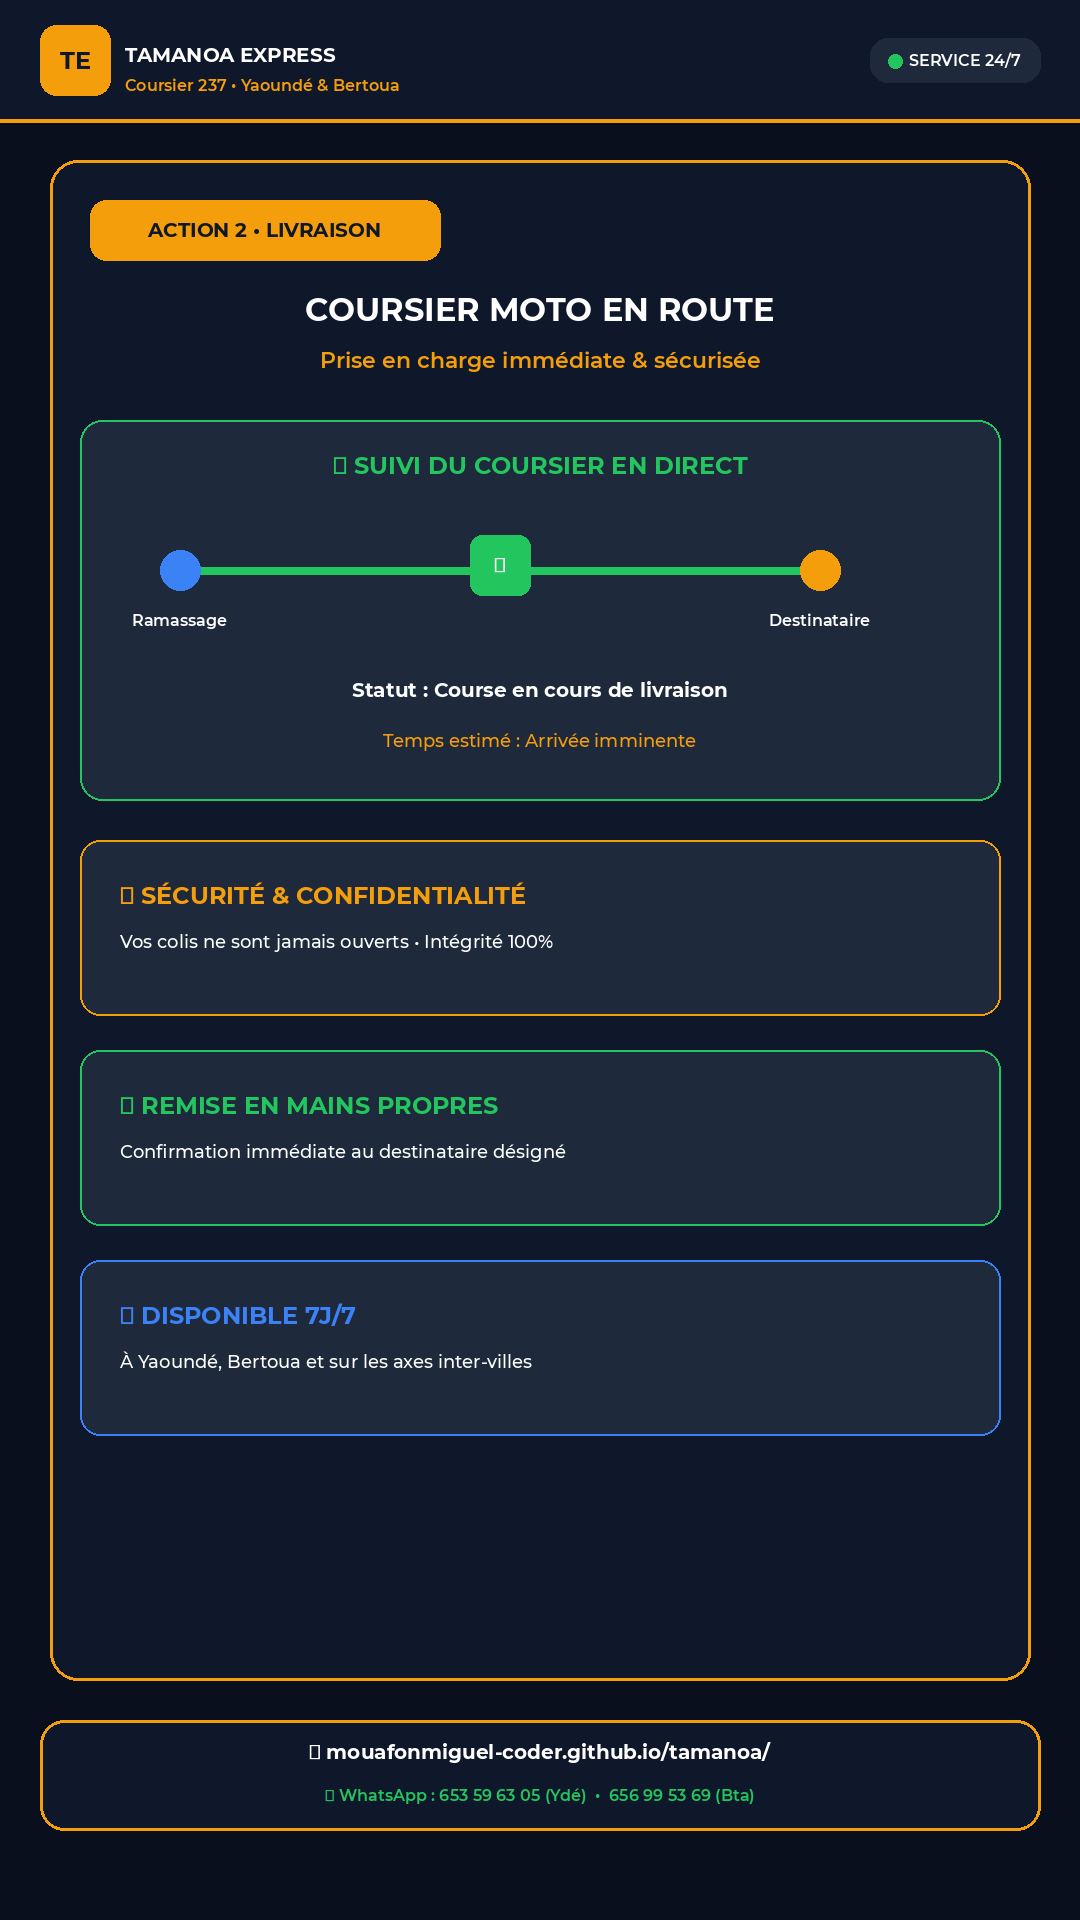 TE
TAMANOA EXPRESS
Coursier 237 • Yaoundé & Bertoua
SERVICE 24/7
ACTION 2 • LIVRAISON
COURSIER MOTO EN ROUTE
Prise en charge immédiate & sécurisée
SUIVI DU COURSIER EN DIRECT
Ramassage
Destinataire
Statut : Course en cours de livraison
Temps estimé : Arrivée imminente
SÉCURITÉ & CONFIDENTIALITÉ
Vos colis ne sont jamais ouverts • Intégrité 100%
REMISE EN MAINS PROPRES
Confirmation immédiate au destinataire désigné
DISPONIBLE 7J/7
À Yaoundé, Bertoua et sur les axes inter-villes
mouafonmiguel-coder.github.io/tamanoa/
WhatsApp : 653 59 63 05 (Ydé) • 656 99 53 69 (Bta)